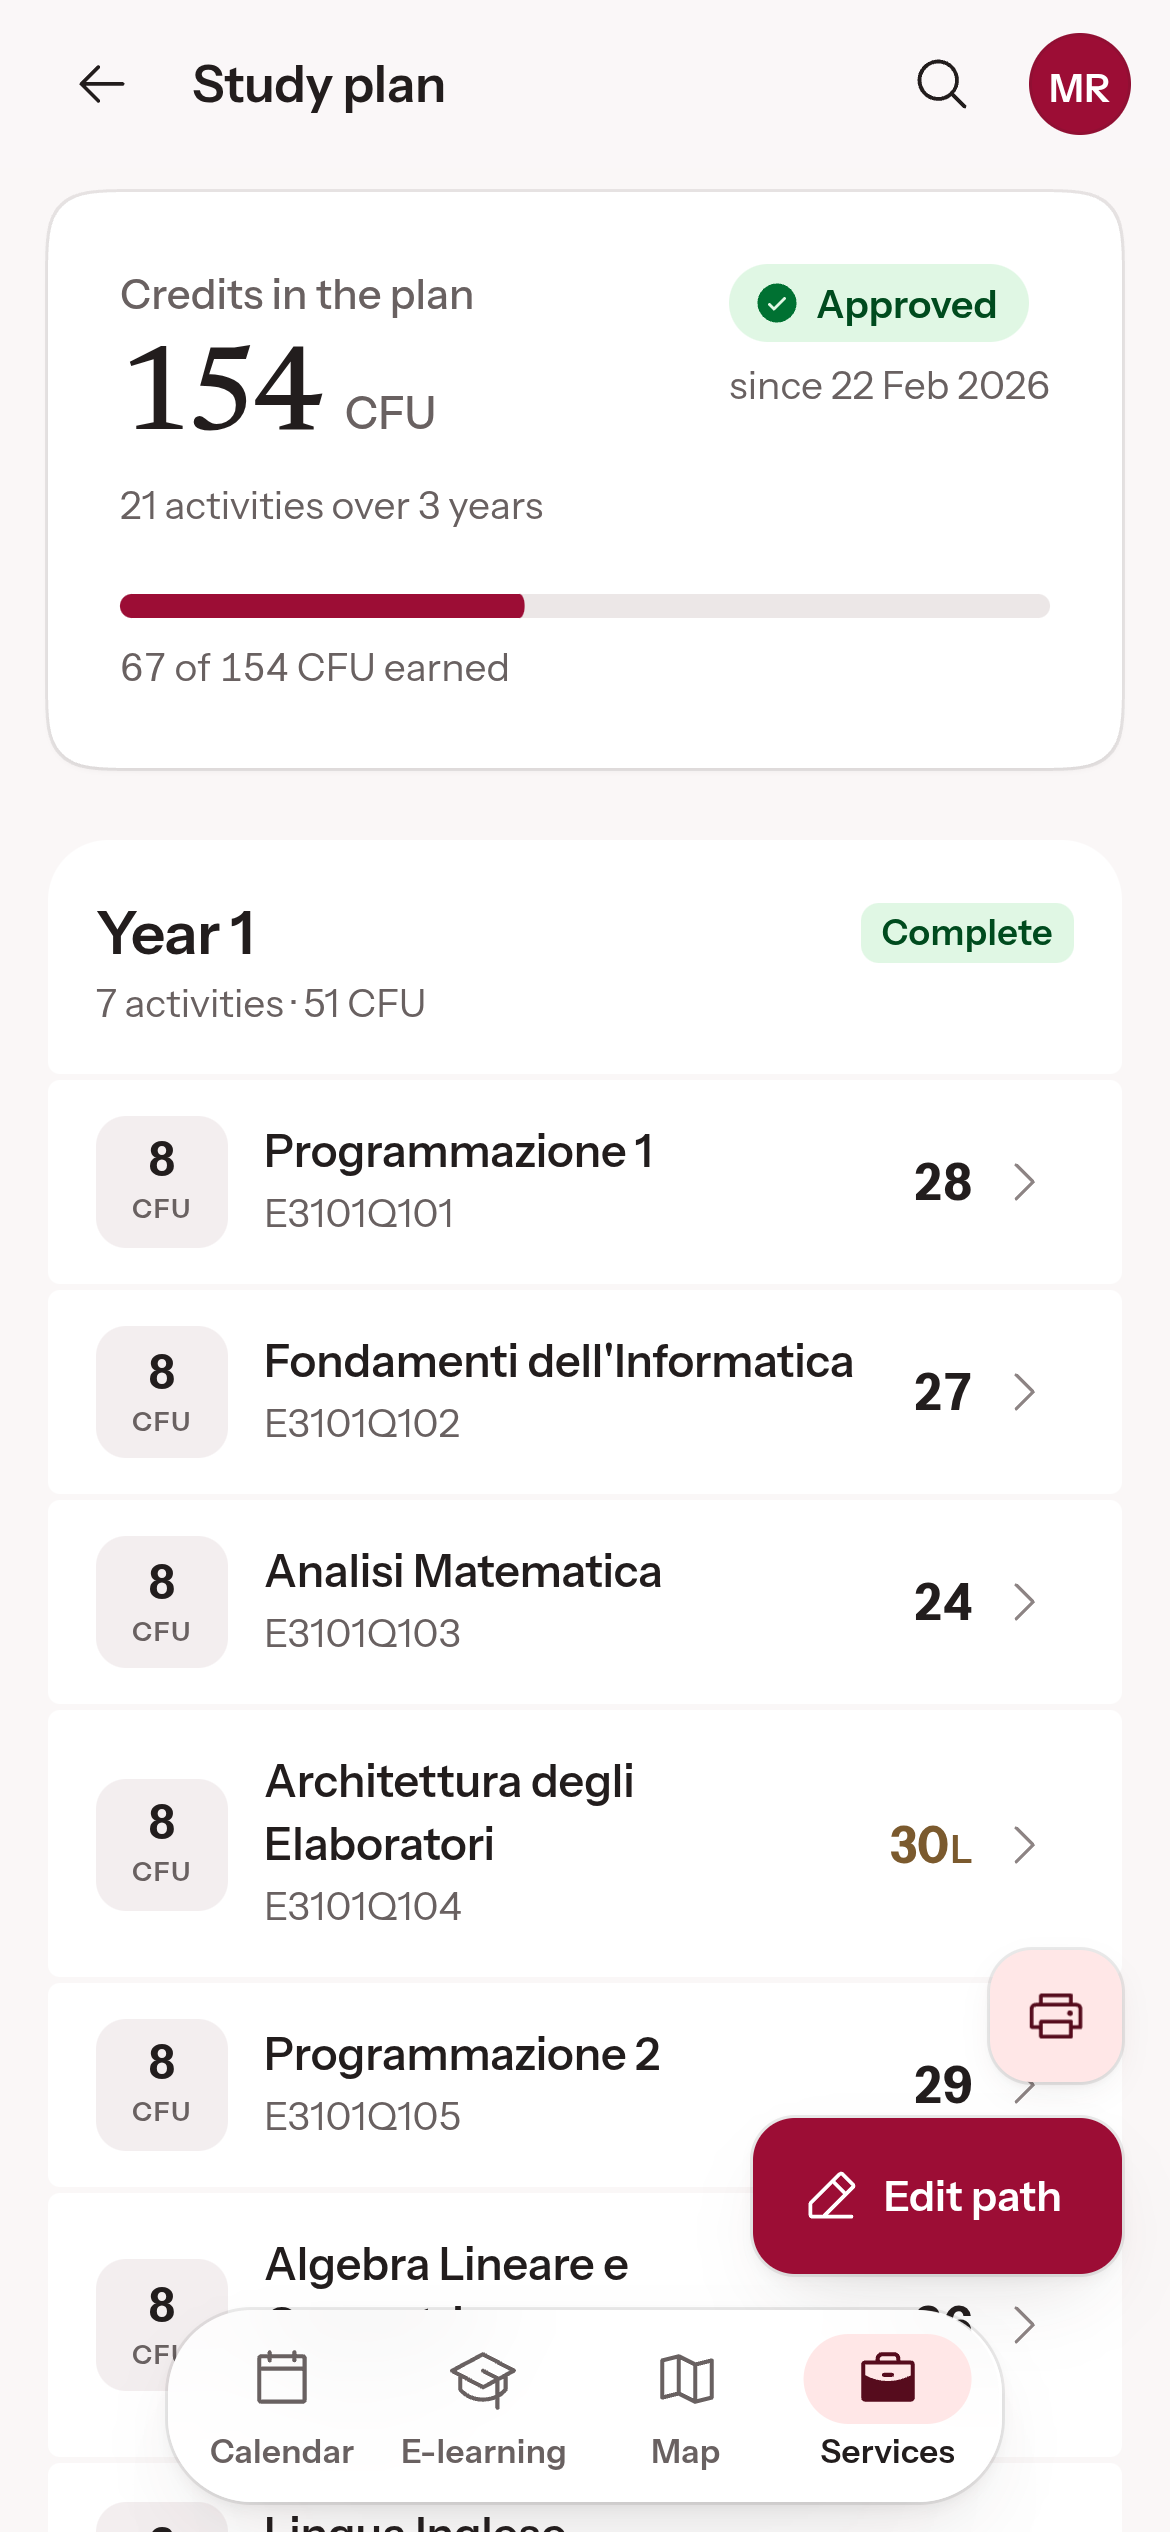 Study plan
MR
Credits in the plan
154 CFU
Approved
since 22 Feb 2026
21 activities over 3 years
67 of 154 CFU earned
Year 1
Complete
7 activities · 51 CFU
8
CFU
Programmazione 1
E3101Q101
28
8
CFU
Fondamenti dell'Informatica
E3101Q102
27
8
CFU
Analisi Matematica
E3101Q103
24
8
CFU
Architettura degli
Elaboratori
E3101Q104
30L
8
CFU
Programmazione 2
E3101Q105
29
Edit path
8
CFU
Algebra Lineare e
Calendar
E-learning
Map
Services
Lingua Inglese